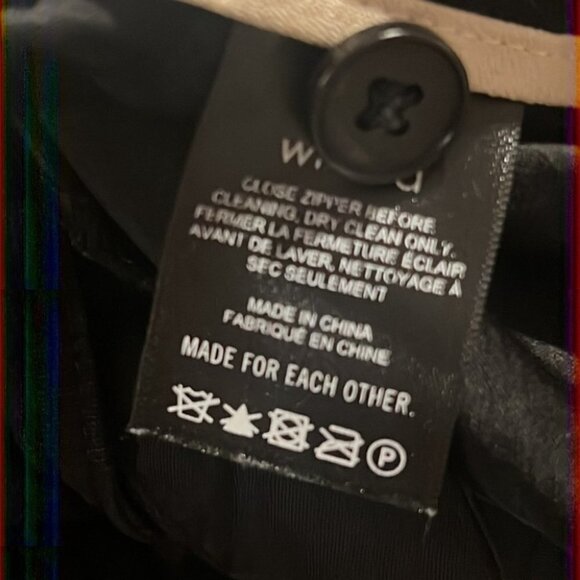 CLOSE ZIPPER BEFORE
CLEANING, DRY CLEAN ONLY.
FERMER LA FERMETURE ÉCLAIR
AVANT DE LAVER, NETTOYAGE À
SEC SEULEMENT
MADE IN CHINA
FABRIQUÉ EN CHINE
MADE FOR EACH OTHER.
P